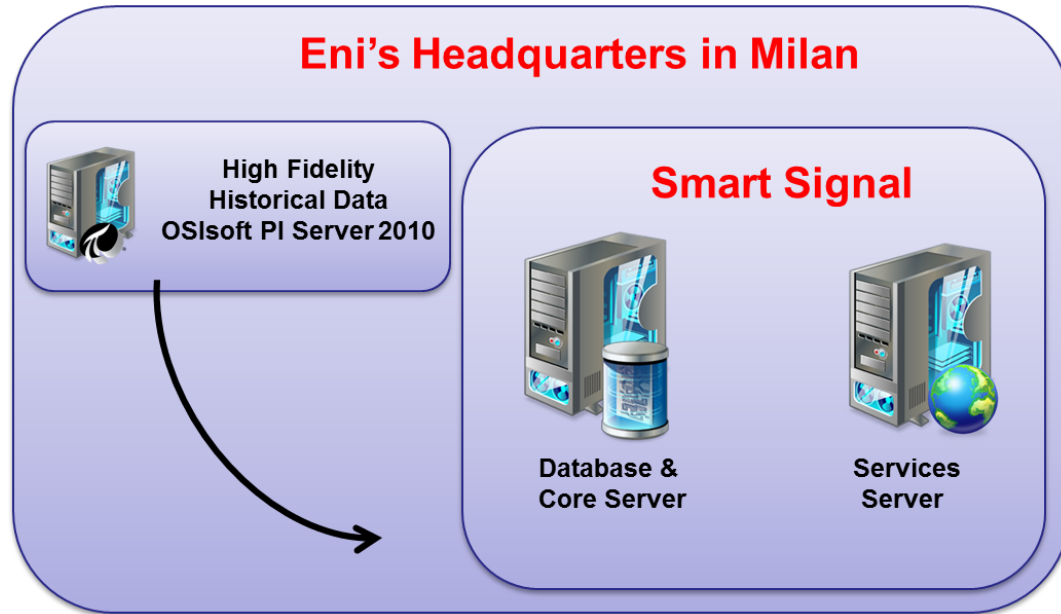 Eni’s Headquarters in Milan
High Fidelity
Historical Data
OSIsoft PI Server 2010
Smart Signal
Database &
Core Server
Services
Server